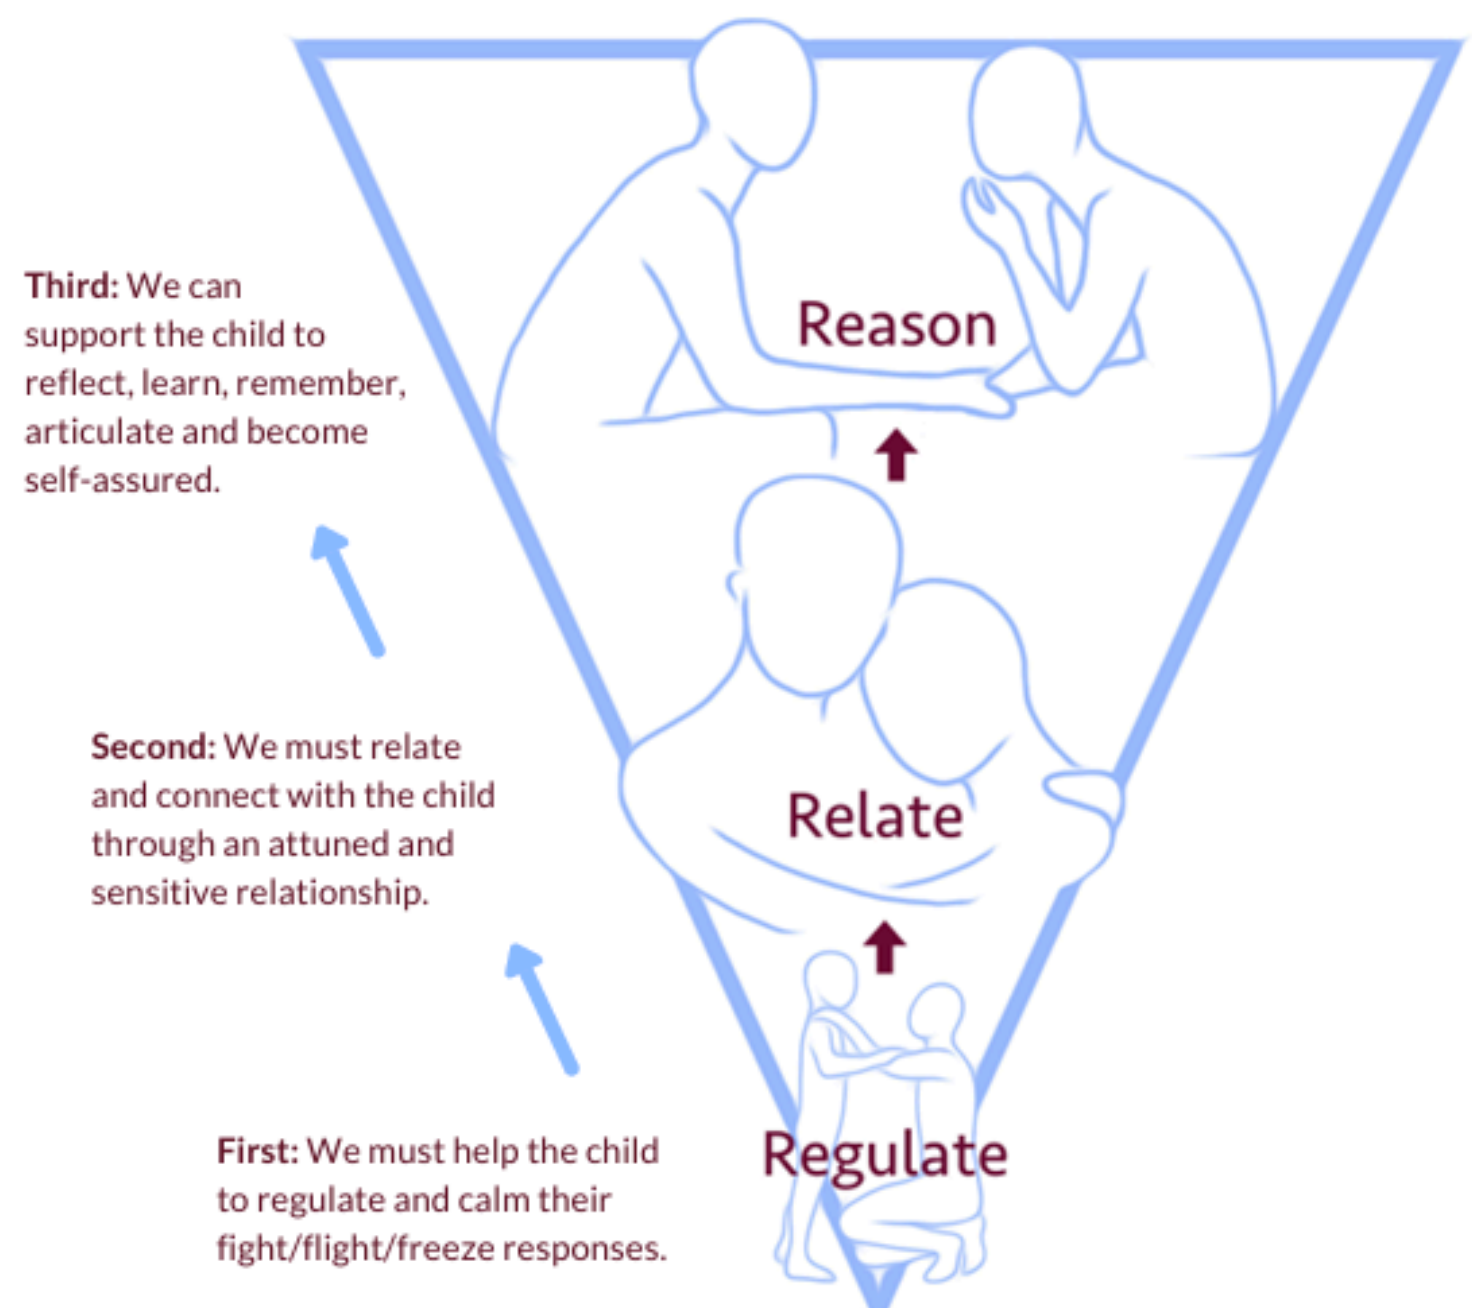 Third: We can
support the child to
reflect, learn, remember,
articulate and become
self-assured.
Reason
Second: We must relate
and connect with the child
through an attuned and
sensitive relationship.
Relate
First: We must help the child
to regulate and calm their
fight/flight/freeze responses.
Regulate